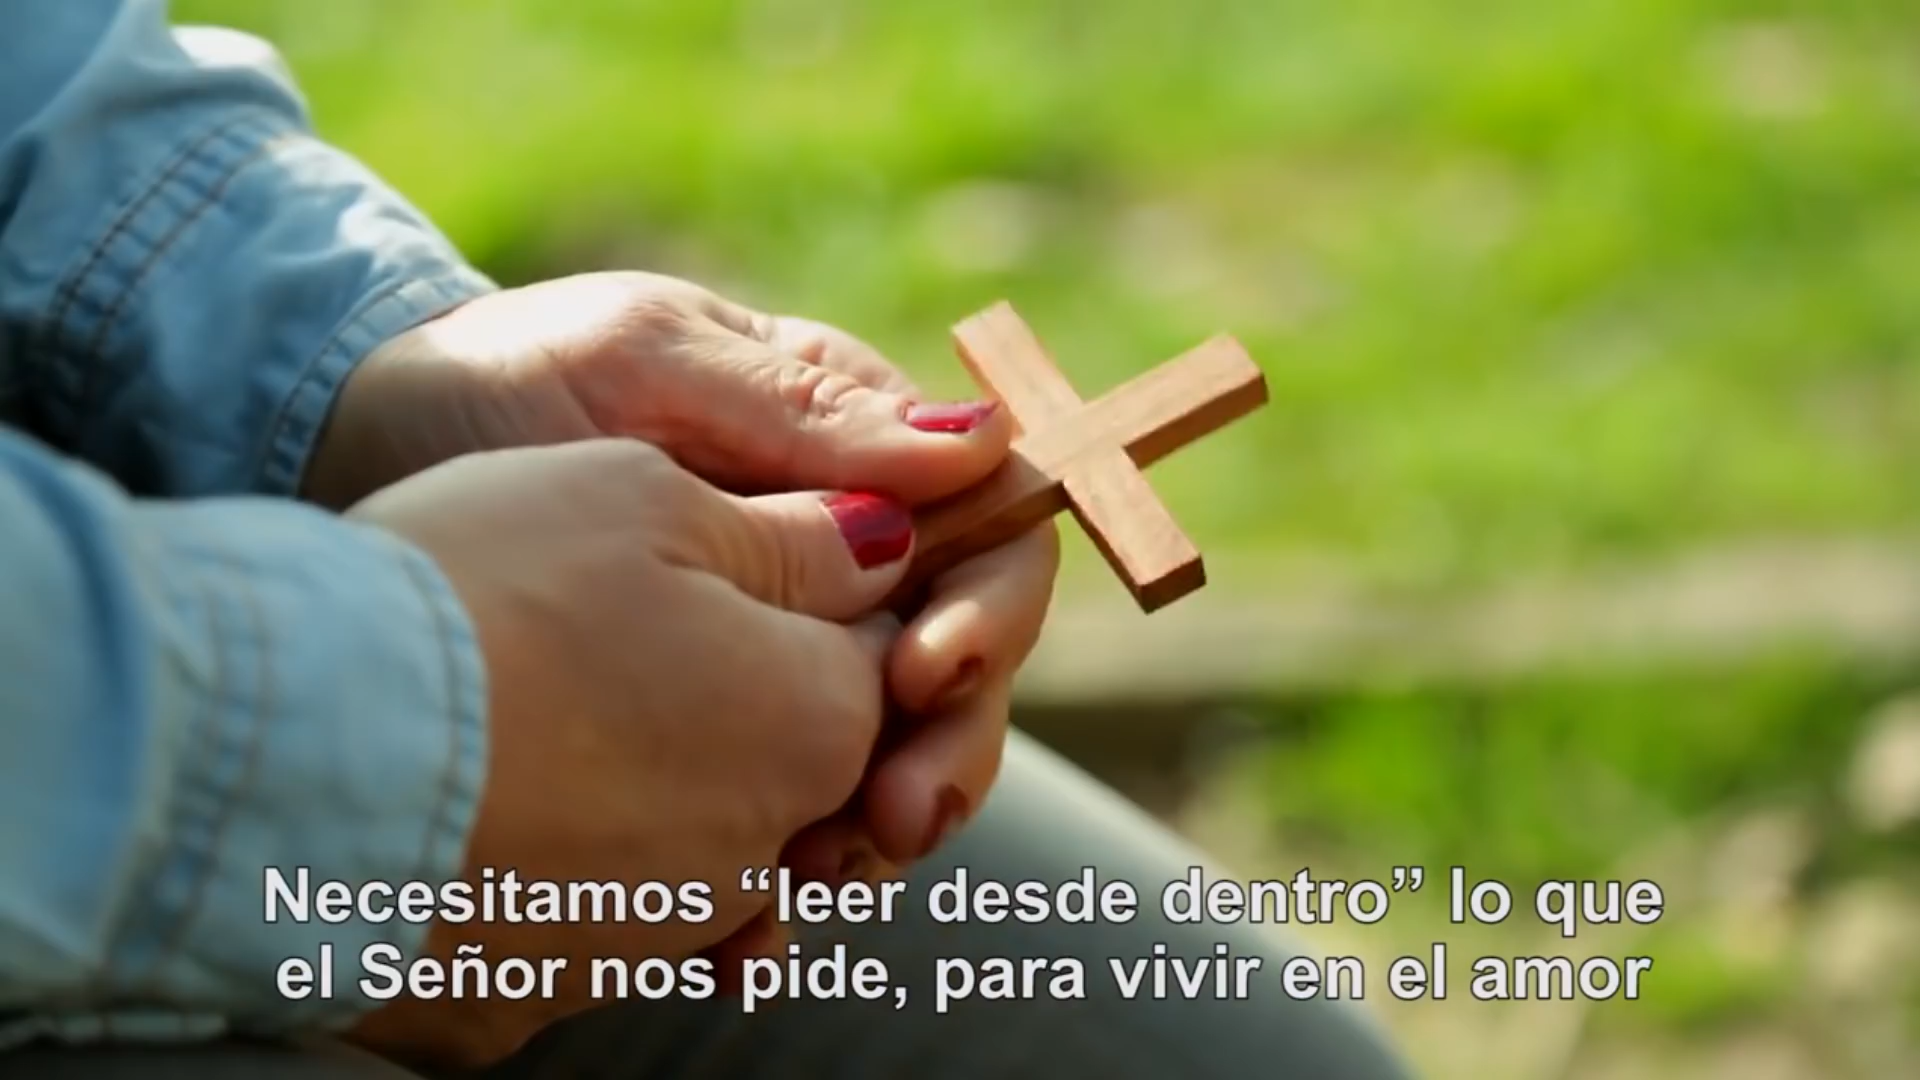 Necesitamos “leer desde dentro” lo que
el Señor nos pide, para vivir en el amor